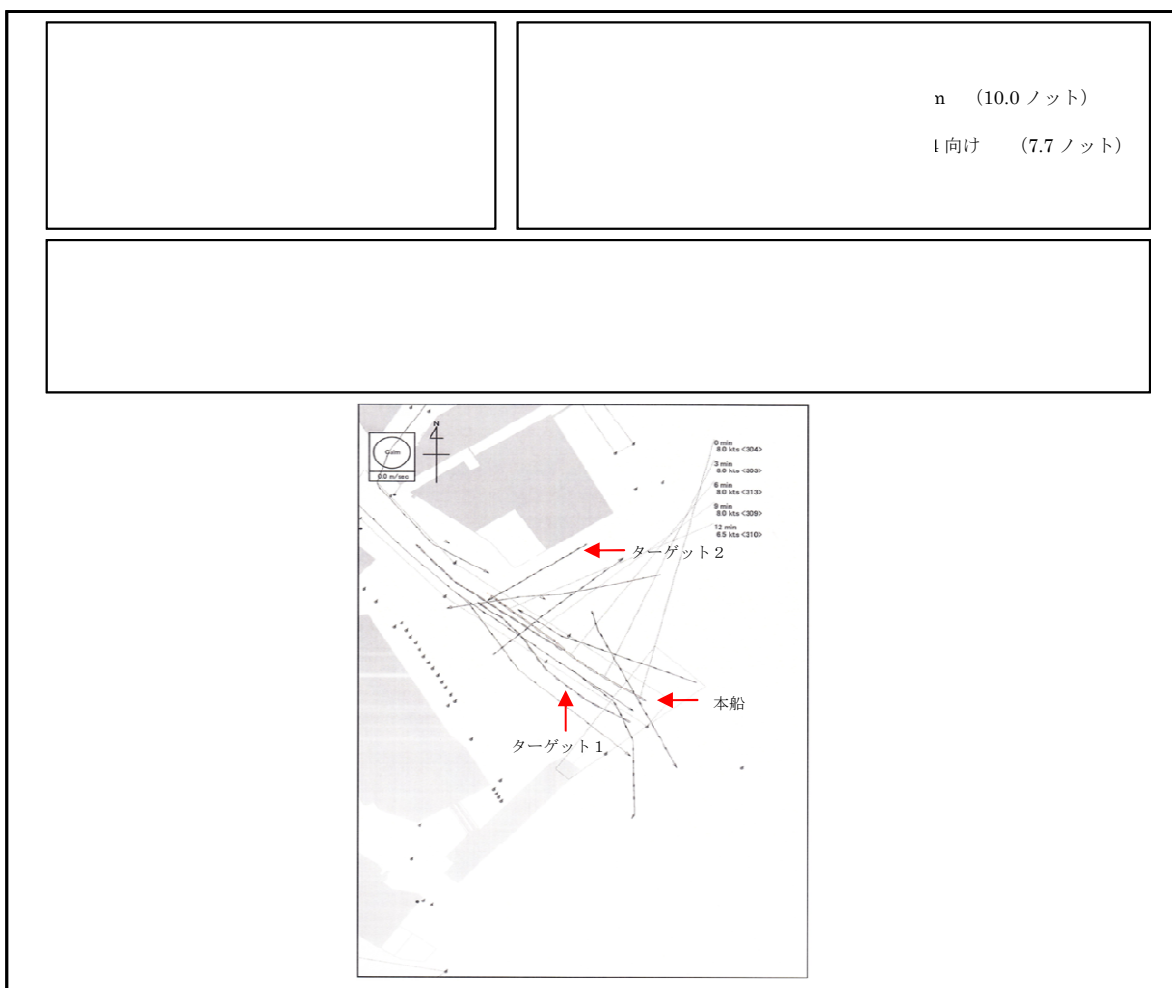 n （10.0 ノット）
向け （7.7 ノット）
N
Calm
0.0 m/sec
0 min
8.0 kts <304>
3 min
6 min
8.0 kts <313>
9 min
8.0 kts <309>
12 min
6.5 kts <310>
ターゲット２
本船
ターゲット１